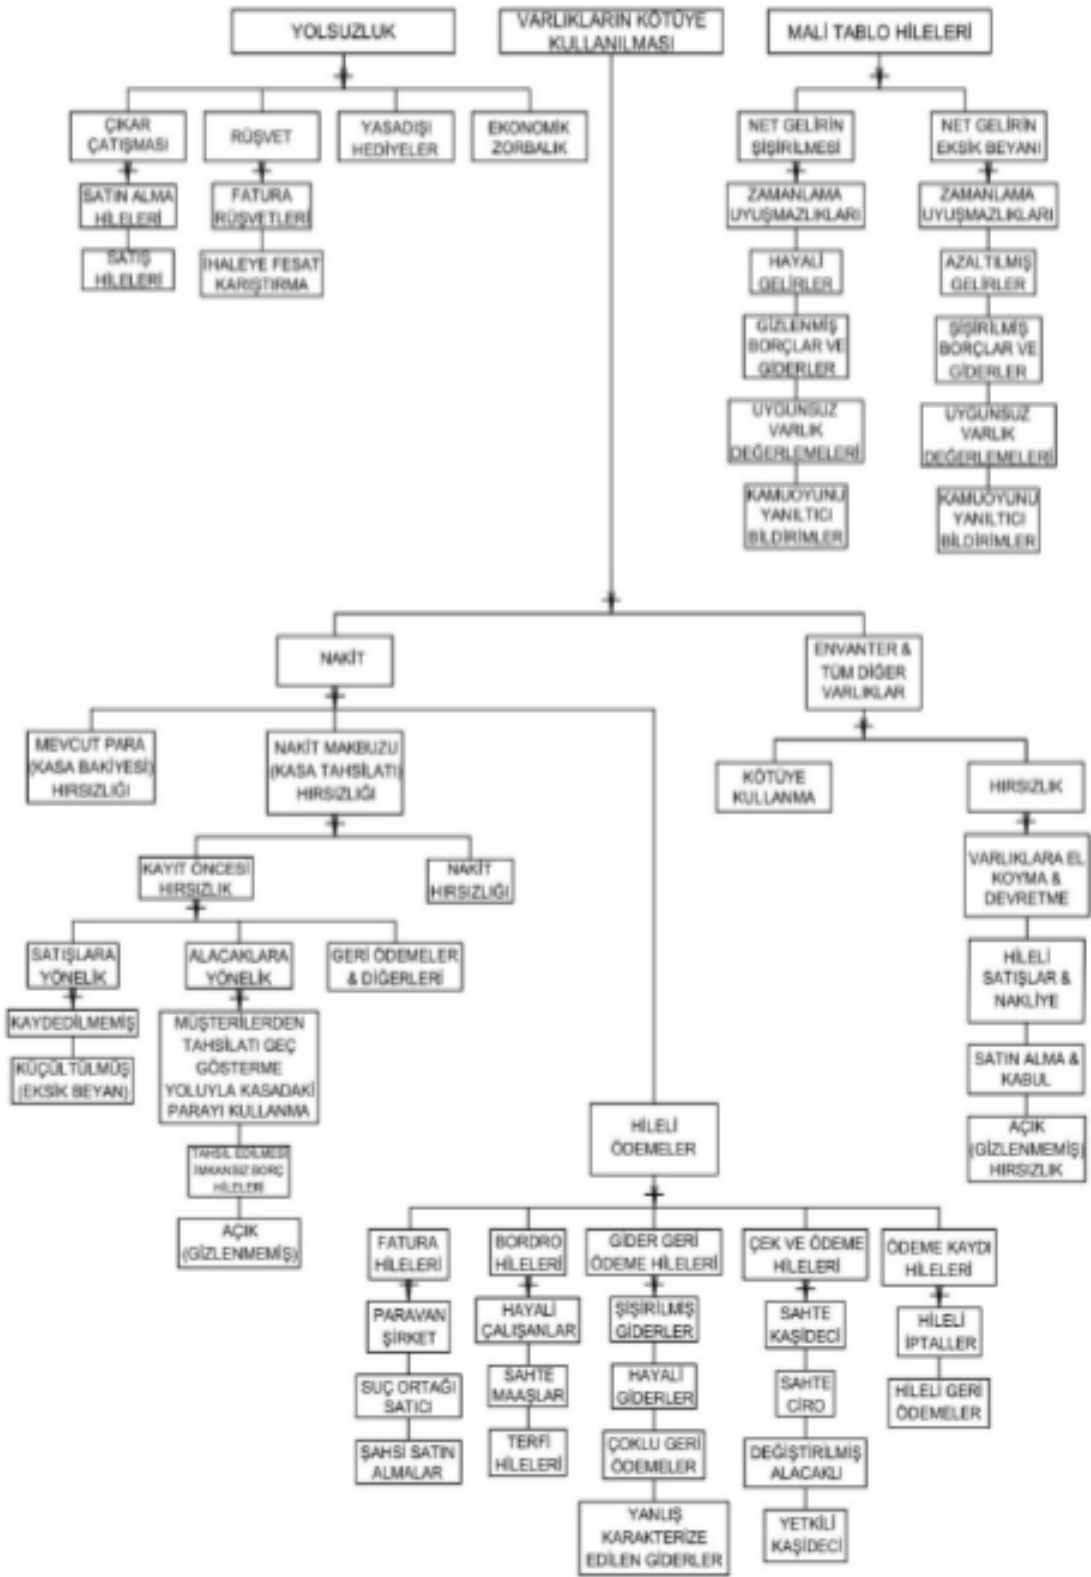 YOLSUZLUK
VARLIKLARIN KÖTÜYE
KULLANILMASI
MALİ TABLO HİLELERİ
ÇIKAR
ÇATIŞMASI
RÜŞVET
YASADIŞI
HEDİYELER
EKONOMİK
ZORBALIK
NET GELİRİN
ŞİŞİRİLMESİ
NET GELİRİN
EKSİK BEYANI
SATIN ALMA
HİLELERİ
FATURA
RÜŞVETLERİ
ZAMANLAMA
UYUŞMAZLIKLARI
ZAMANLAMA
UYUŞMAZLIKLARI
SATIŞ
HİLELERİ
İHALEYE FESAT
KARIŞTIRMA
HAYALİ
GELİRLER
AZALTILMIŞ
GELİRLER
GİZLENMİŞ
BORÇLAR VE
GİDERLER
ŞİŞİRİLMİŞ
BORÇLAR VE
GİDERLER
UYGUNSUZ
VARLIK
DEĞERLEMELERİ
UYGUNSUZ
VARLIK
DEĞERLEMELERİ
KAMUOYUNU
YANILTICI
BİLDİRİMLER
KAMUOYUNU
YANILTICI
BİLDİRİMLER
NAKİT
ENVANTER &
TÜM DİĞER
VARLIKLAR
MEVCUT PARA
(KASA BAKİYESİ)
HIRSIZLIĞI
NAKİT MAKBUZU
(KASA TAHSİLATI)
HIRSIZLIĞI
KÖTÜYE
KULLANMA
HIRSIZLIK
KAYIT ÖNCESİ
HIRSIZLIK
NAKİT
HIRSIZLIĞI
VARLIKLARA EL
KOYMA &
DEVRETME
SATIŞLARA
YÖNELİK
ALACAKLARA
YÖNELİK
GERİ ÖDEMELER
& DİĞERLERİ
HİLELİ
SATIŞLAR &
NAKLİYE
KAYDEDİLMEMİŞ
MÜŞTERİLERDEN
TAHSİLATI GEÇ
GÖSTERME
YOLUYLA KASADAKİ
PARAYI KULLANMA
KÜÇÜLTÜLMÜŞ
(EKSİK BEYAN)
SATIN ALMA &
KABUL
TAHSİL EDİLMESİ
İMKANSIZ BORÇ
HİLELERİ
HİLELİ
ÖDEMELER
AÇIK
(GİZLENMEMİŞ)
HIRSIZLIK
AÇIK
(GİZLENMEMİŞ)
FATURA
HİLELERİ
BORDRO
HİLELERİ
GİDER GERİ
ÖDEME HİLELERİ
ÇEK VE ÖDEME
HİLELERİ
ÖDEME KAYDI
HİLELERİ
PARAVAN
ŞİRKET
HAYALİ
ÇALIŞANLAR
ŞİŞİRİLMİŞ
GİDERLER
SAHTE
KAŞİDECİ
HİLELİ
İPTALLER
SUÇ ORTAĞI
SATICI
SAHTE
MAAŞLAR
HAYALİ
GİDERLER
SAHTE
CİRO
HİLELİ GERİ
ÖDEMELER
ŞAHSİ SATIN
ALMALAR
TERFİ
HİLELERİ
ÇOKLU GERİ
ÖDEMELER
DEĞİŞTİRİLMİŞ
ALACAKLI
YANLIŞ
KARAKTERİZE
EDİLEN GİDERLER
YETKİLİ
KAŞİDECİ